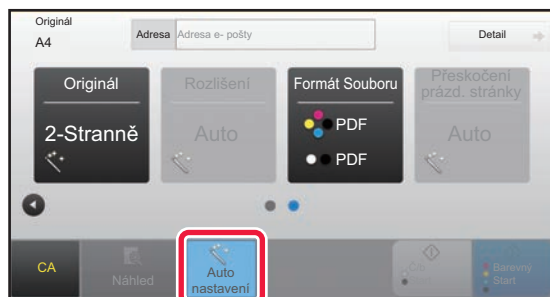 Originál
A4
Adresa
Adresa e- pošty
Detail
Originál
2-Stranně
Rozlišení
Auto
Formát Souboru
PDF
PDF
Přeskočení
prázd. stránky
Auto
CA
Náhled
Auto
nastavení
Č/b
Start
Barevný
Start